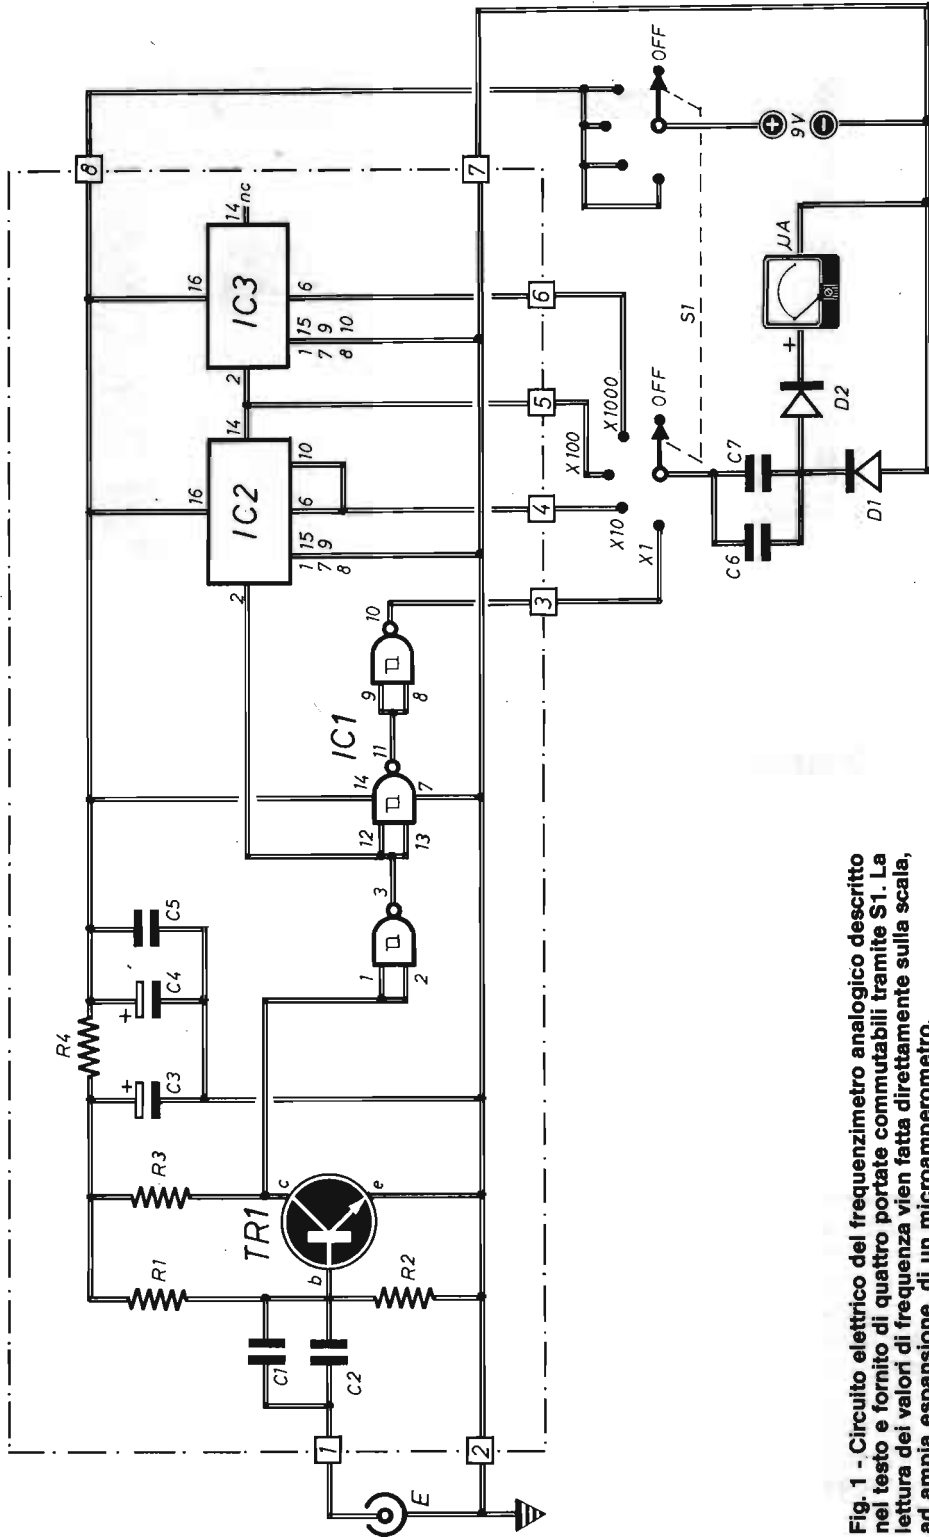 8
7
14
nc
16
IC3
6
1 15
7 9
8 10
2
14
16
IC2
10
6
1 15
7 9
8
2
6
5
4
3
OFF
+
9V
-
S1
µA
+
X1000
X100
X10
X1
OFF
D2
C7
C6
D1
10
9
8
IC1
11
14
7
12
13
3
1
2
C5
+
C4
+
C3
R4
R3
TR1
c
e
b
R1
R2
C1
C2
1
2
E
Fig. 1 - Circuito elettrico del frequenzimetro analogico descritto
nel testo e fornito di quattro portate commutabili tramite S1. La
lettura dei valori di frequenza vien fatta direttamente sulla scala,
ad ampia espansione, di un microamperometro.